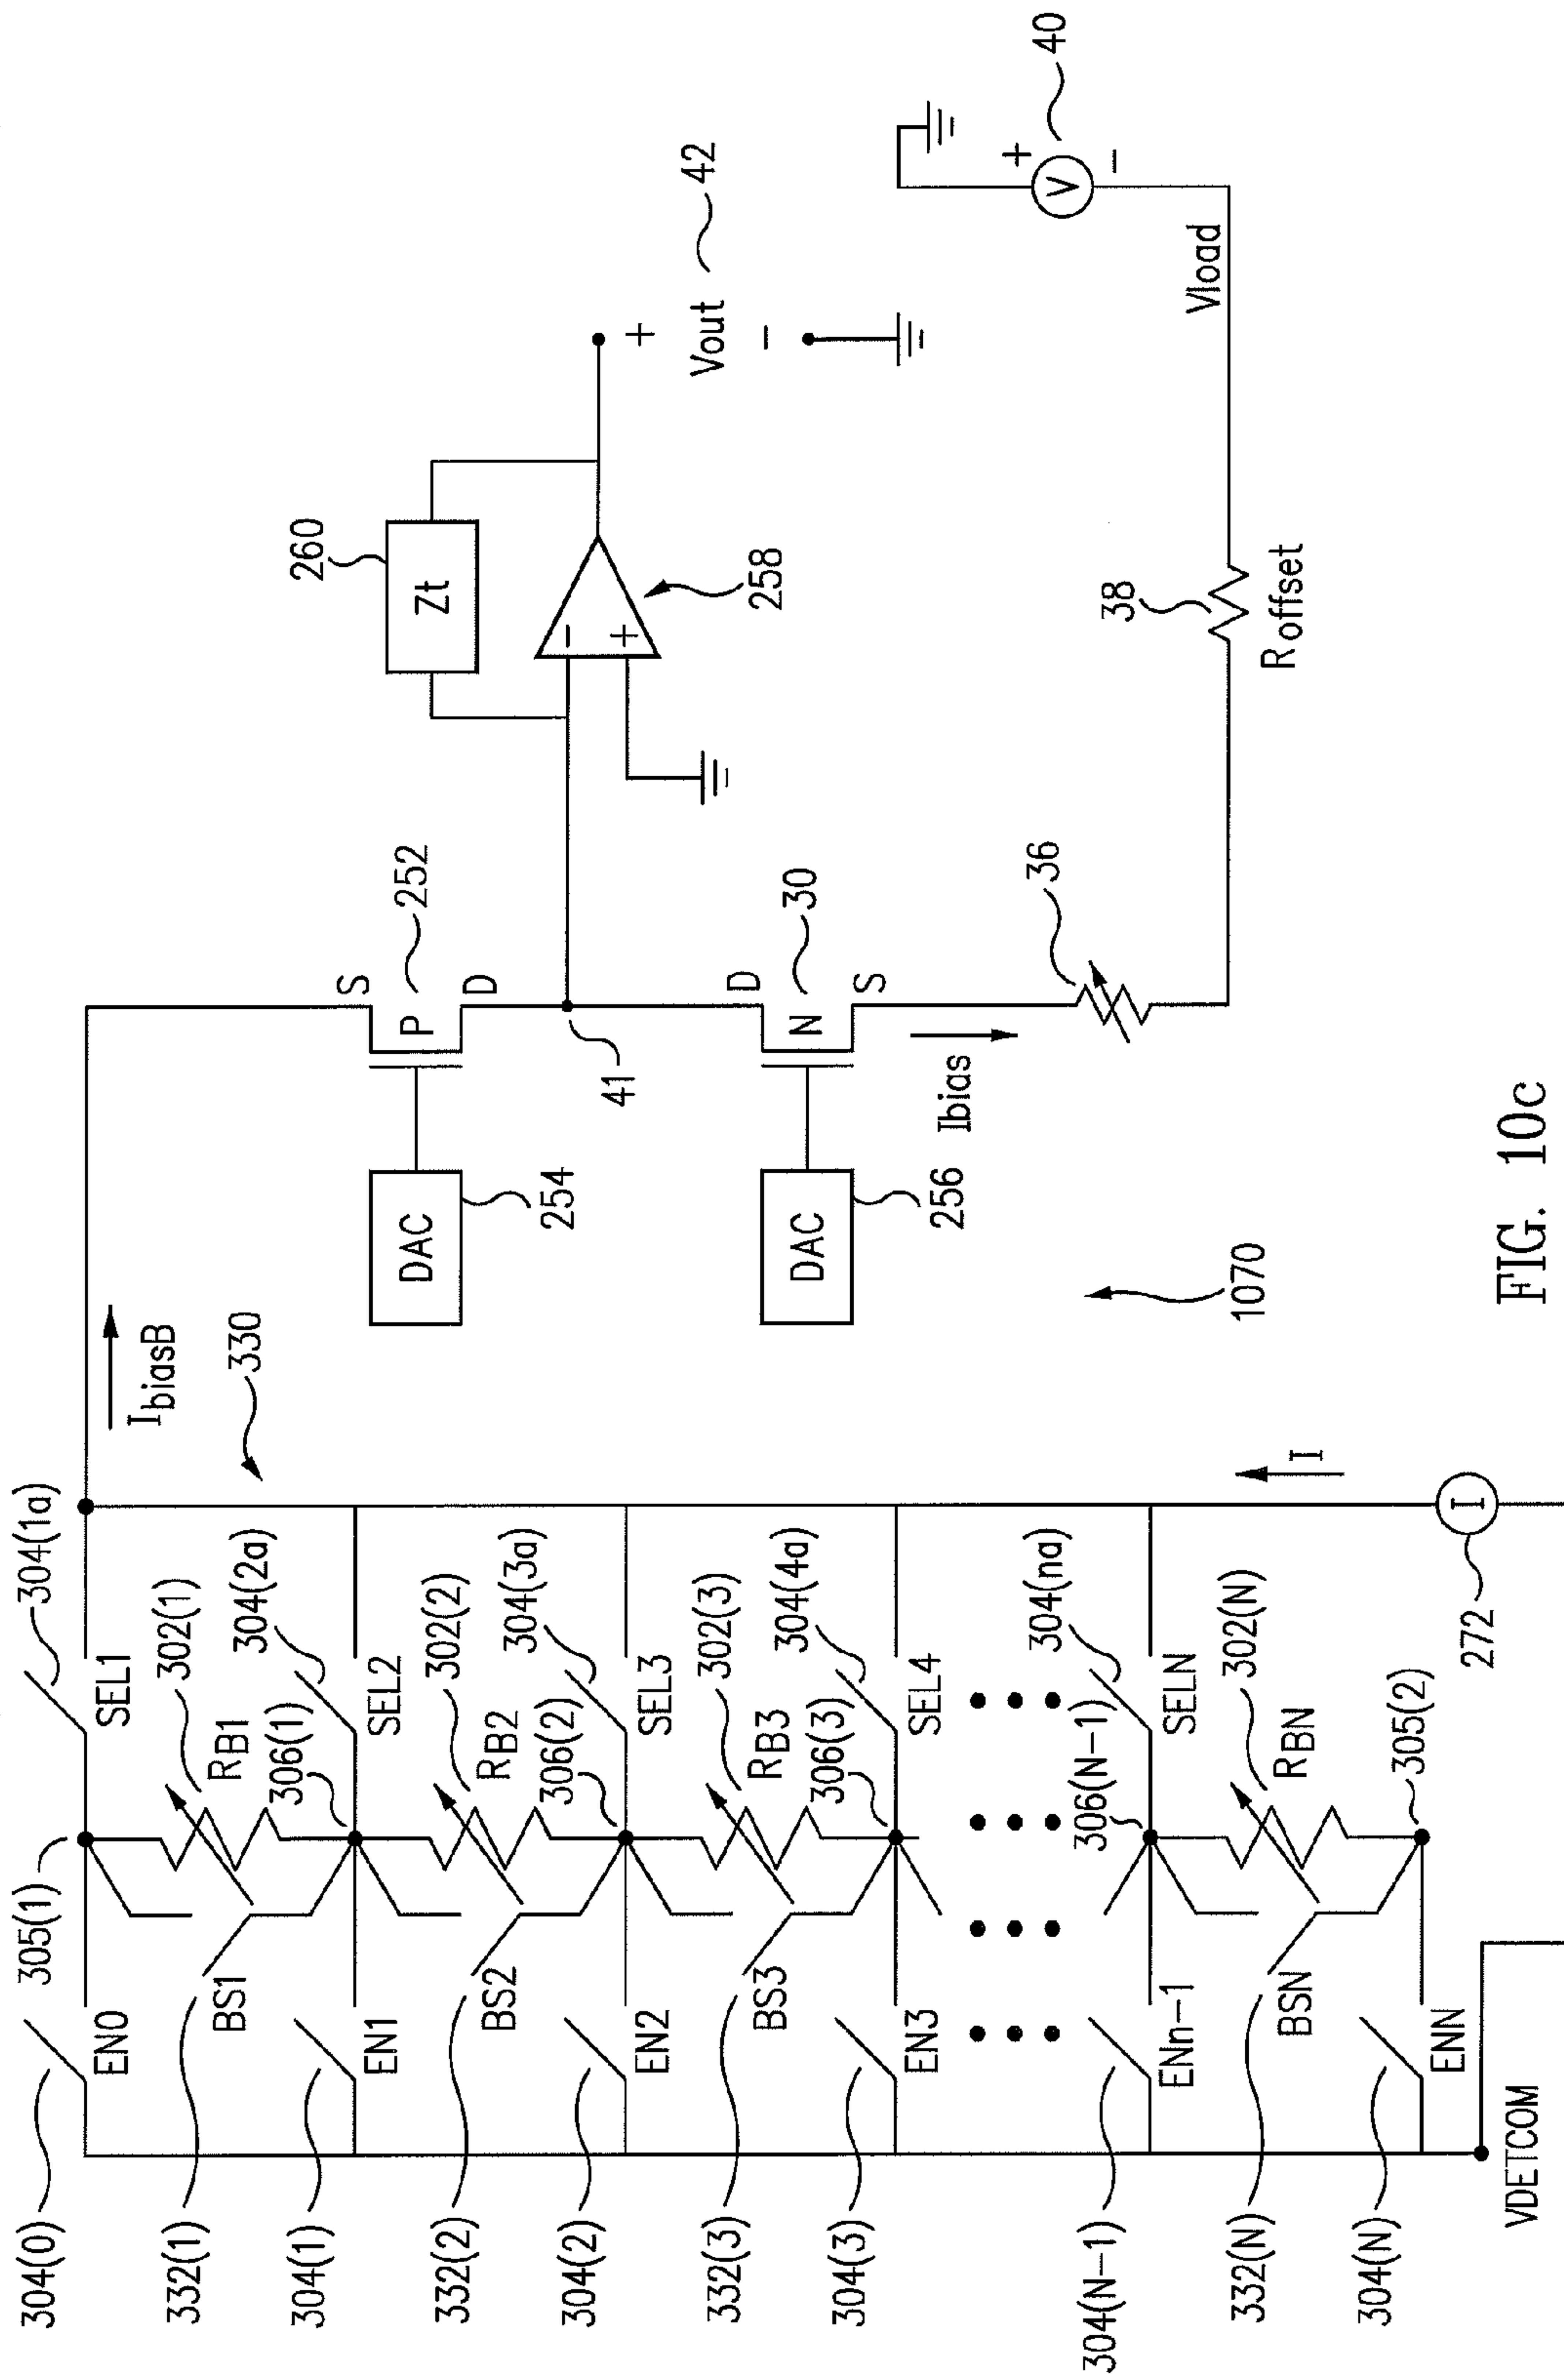 304(0)
332(1)
304(1)
332(2)
304(2)
332(3)
304(3)
304(N-1)
332(N)
304(N)
EN0
BS1
EN1
BS2
EN2
BS3
EN3
ENn-1
BSN
ENN
VDETCOM
305(1)
306(1)
306(2)
306(3)
306(N-1)
305(2)
RB1
RB2
RB3
RBN
SEL1
SEL2
SEL3
SEL4
SELN
304(1a)
302(1)
304(2a)
302(2)
304(3a)
302(3)
304(4a)
304(na)
302(N)
272
I
I
IbiasB
330
1070
DAC
254
DAC
256
S
P
D
252
41
D
N
S
30
Ibias
36
260
Zt
-
+
258
38
Roffset
+
Vout
-
42
Vload
+
V
-
40
FIG. 10c